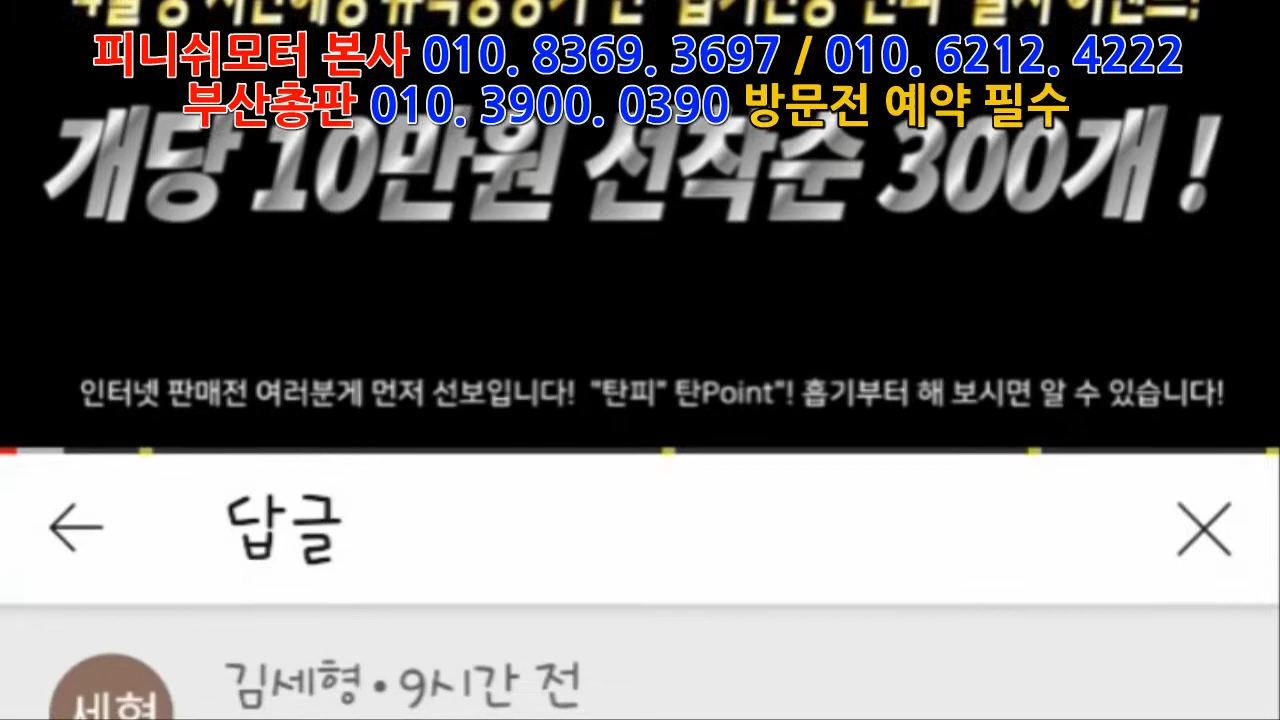 피니쉬모터 본사 010. 8369. 3697 / 010. 6212. 4222
부산총판 010. 3900. 0390 방문전 예약 필수
개당 10만원 선착순 300개 !
인터넷 판매전 여러분게 먼저 선보입니다! "탄피" 탄Point"! 흡기부터 해 보시면 알 수 있습니다!
답글
김세형 • 9시간 전
세형